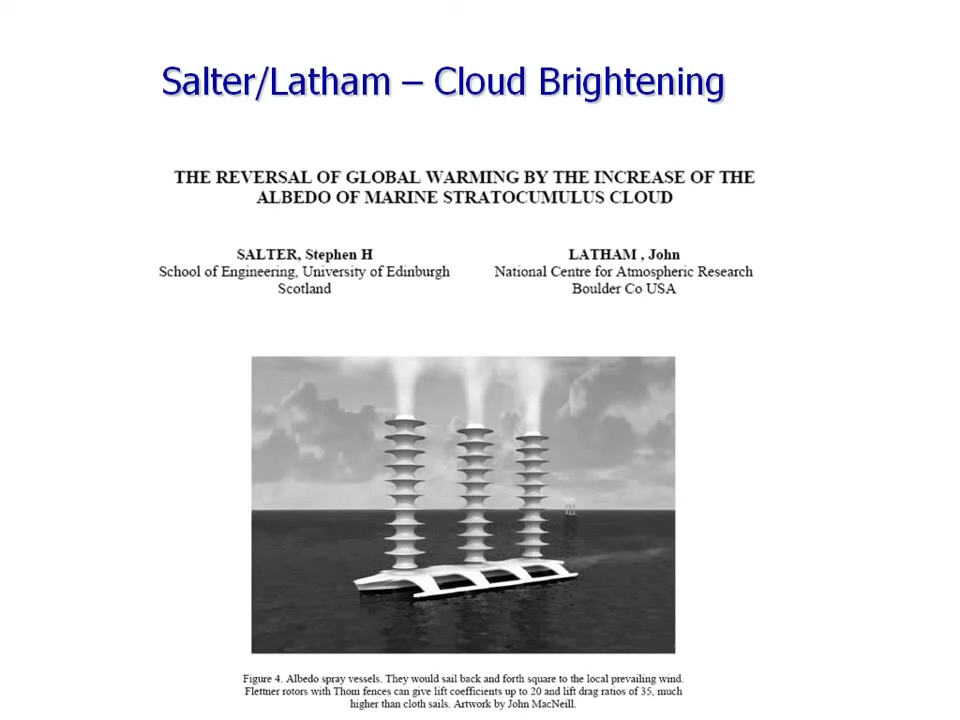 Salter/Latham – Cloud Brightening
THE REVERSAL OF GLOBAL WARMING BY THE INCREASE OF THE
ALBEDO OF MARINE STRATOCUMULUS CLOUD
SALTER, Stephen H
School of Engineering, University of Edinburgh
Scotland
LATHAM , John
National Centre for Atmospheric Research
Boulder Co USA
Figure 4. Albedo spray vessels. They would sail back and forth square to the local prevailing wind.
Flettner rotors with Thom fences can give lift coefficients up to 20 and lift drag ratios of 35, much
higher than cloth sails. Artwork by John MacNeill.